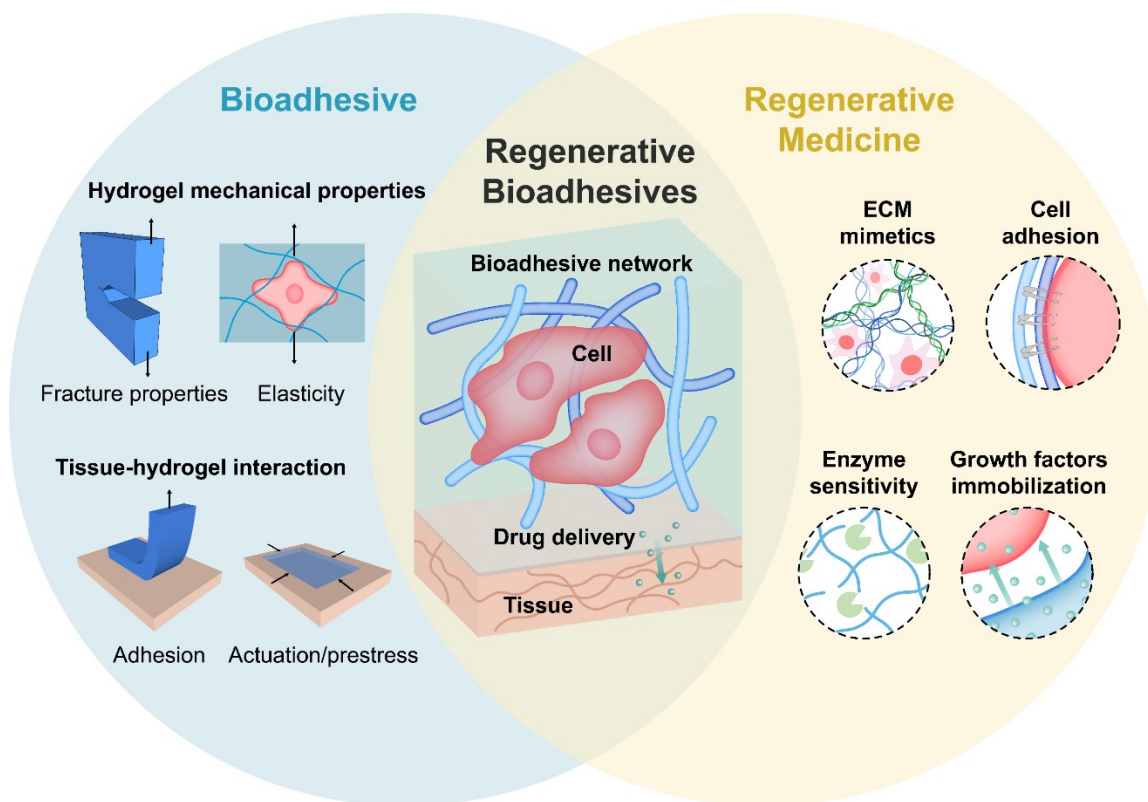 Bioadhesive
Hydrogel mechanical properties
Fracture properties
Elasticity
Tissue-hydrogel interaction
Adhesion
Actuation/prestress
Regenerative
Bioadhesives
Bioadhesive network
Cell
Drug delivery
Tissue
Regenerative
Medicine
ECM
mimetics
Cell
adhesion
Enzyme
sensitivity
Growth factors
immobilization